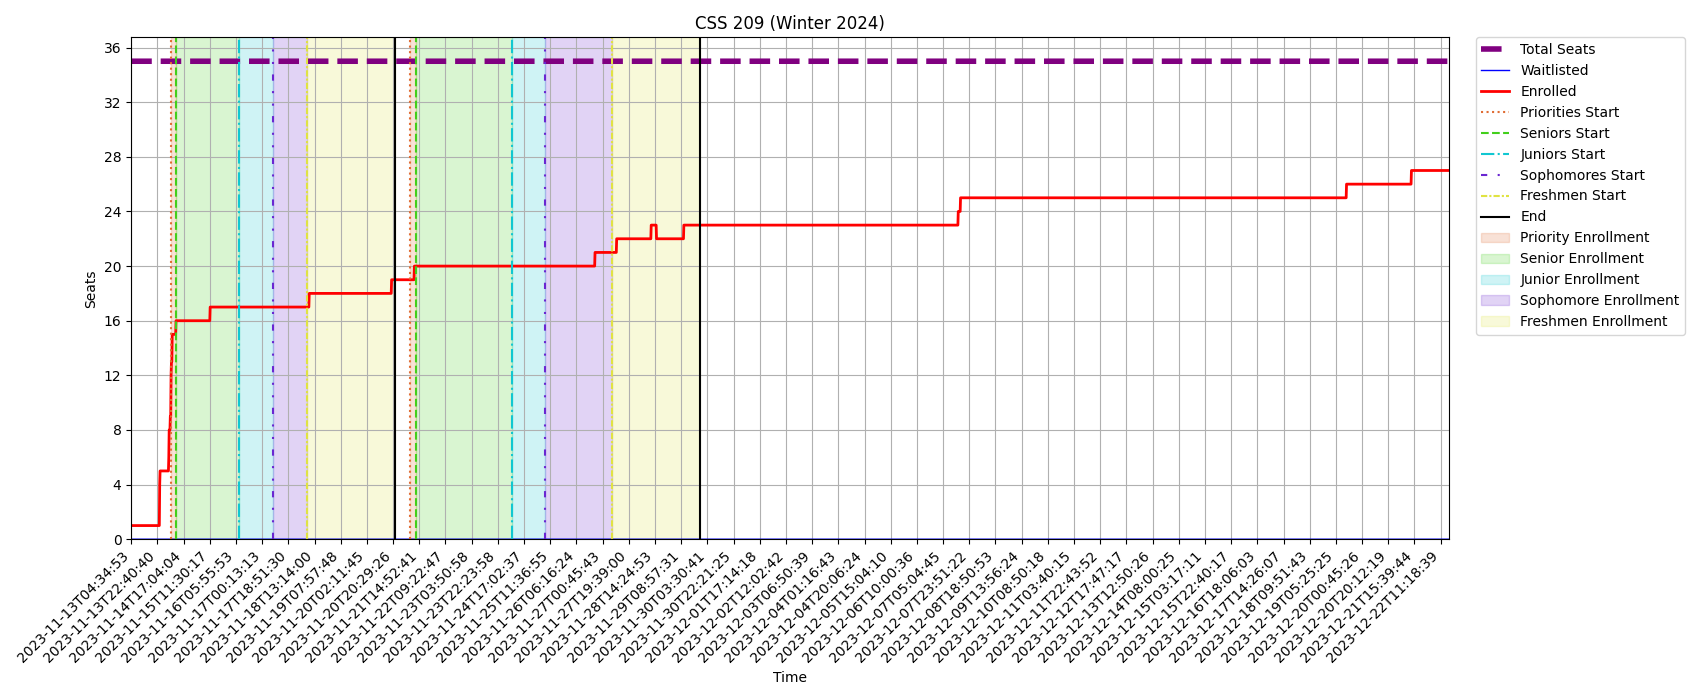 CSS 209 (Winter 2024)
36
32
28
24
20
16
12
8
4
0
Seats
2023-11-13T04:34:53
2023-11-13T22:40:40
2023-11-14T17:04:04
2023-11-15T11:30:17
2023-11-16T05:55:53
2023-11-17T00:13:13
2023-11-17T18:51:30
2023-11-18T13:14:00
2023-11-19T07:57:48
2023-11-20T02:11:45
2023-11-20T20:29:26
2023-11-21T14:52:41
2023-11-22T09:22:47
2023-11-23T03:50:58
2023-11-23T22:23:58
2023-11-24T17:02:37
2023-11-25T11:36:55
2023-11-26T06:16:24
2023-11-27T00:45:43
2023-11-27T19:39:00
2023-11-28T14:24:53
2023-11-29T08:57:31
2023-11-30T03:30:41
2023-11-30T22:21:25
2023-12-01T17:14:18
2023-12-02T12:02:42
2023-12-03T06:50:39
2023-12-04T01:16:43
2023-12-04T20:06:24
2023-12-05T15:04:10
2023-12-06T10:00:36
2023-12-07T05:04:45
2023-12-07T23:51:22
2023-12-08T18:50:53
2023-12-09T13:56:24
2023-12-10T08:50:18
2023-12-11T03:40:15
2023-12-11T22:43:52
2023-12-12T17:47:17
2023-12-13T12:50:26
2023-12-14T08:00:25
2023-12-15T03:17:11
2023-12-15T22:40:17
2023-12-16T18:06:03
2023-12-17T14:26:07
2023-12-18T09:51:43
2023-12-19T05:25:25
2023-12-20T00:45:26
2023-12-20T20:12:19
2023-12-21T15:39:44
2023-12-22T11:18:39
Time
Total Seats
Waitlisted
Enrolled
Priorities Start
Seniors Start
Juniors Start
Sophomores Start
Freshmen Start
End
Priority Enrollment
Senior Enrollment
Junior Enrollment
Sophomore Enrollment
Freshmen Enrollment